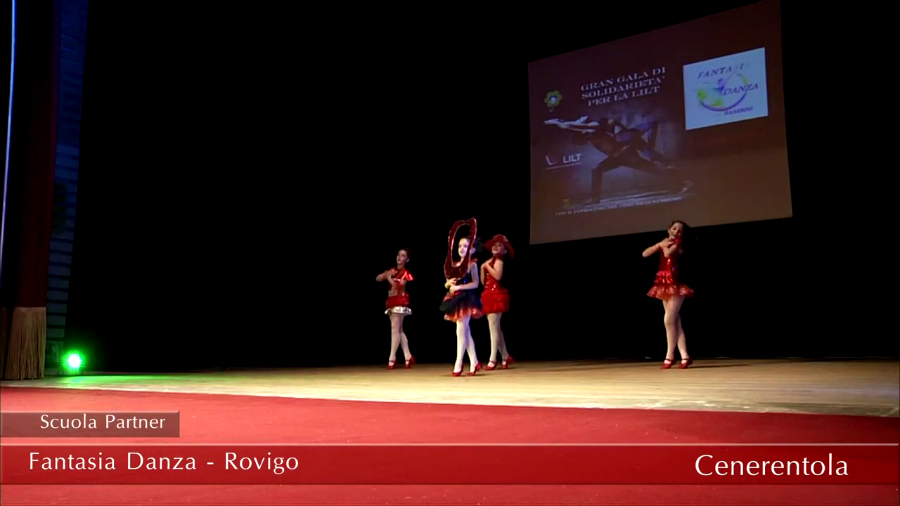 GRAN GALA DI
SOLIDARIETA'
PER LA LILT
FANTASIA
DANZA
LILT
Scuola Partner
Fantasia Danza - Rovigo
Cenerentola